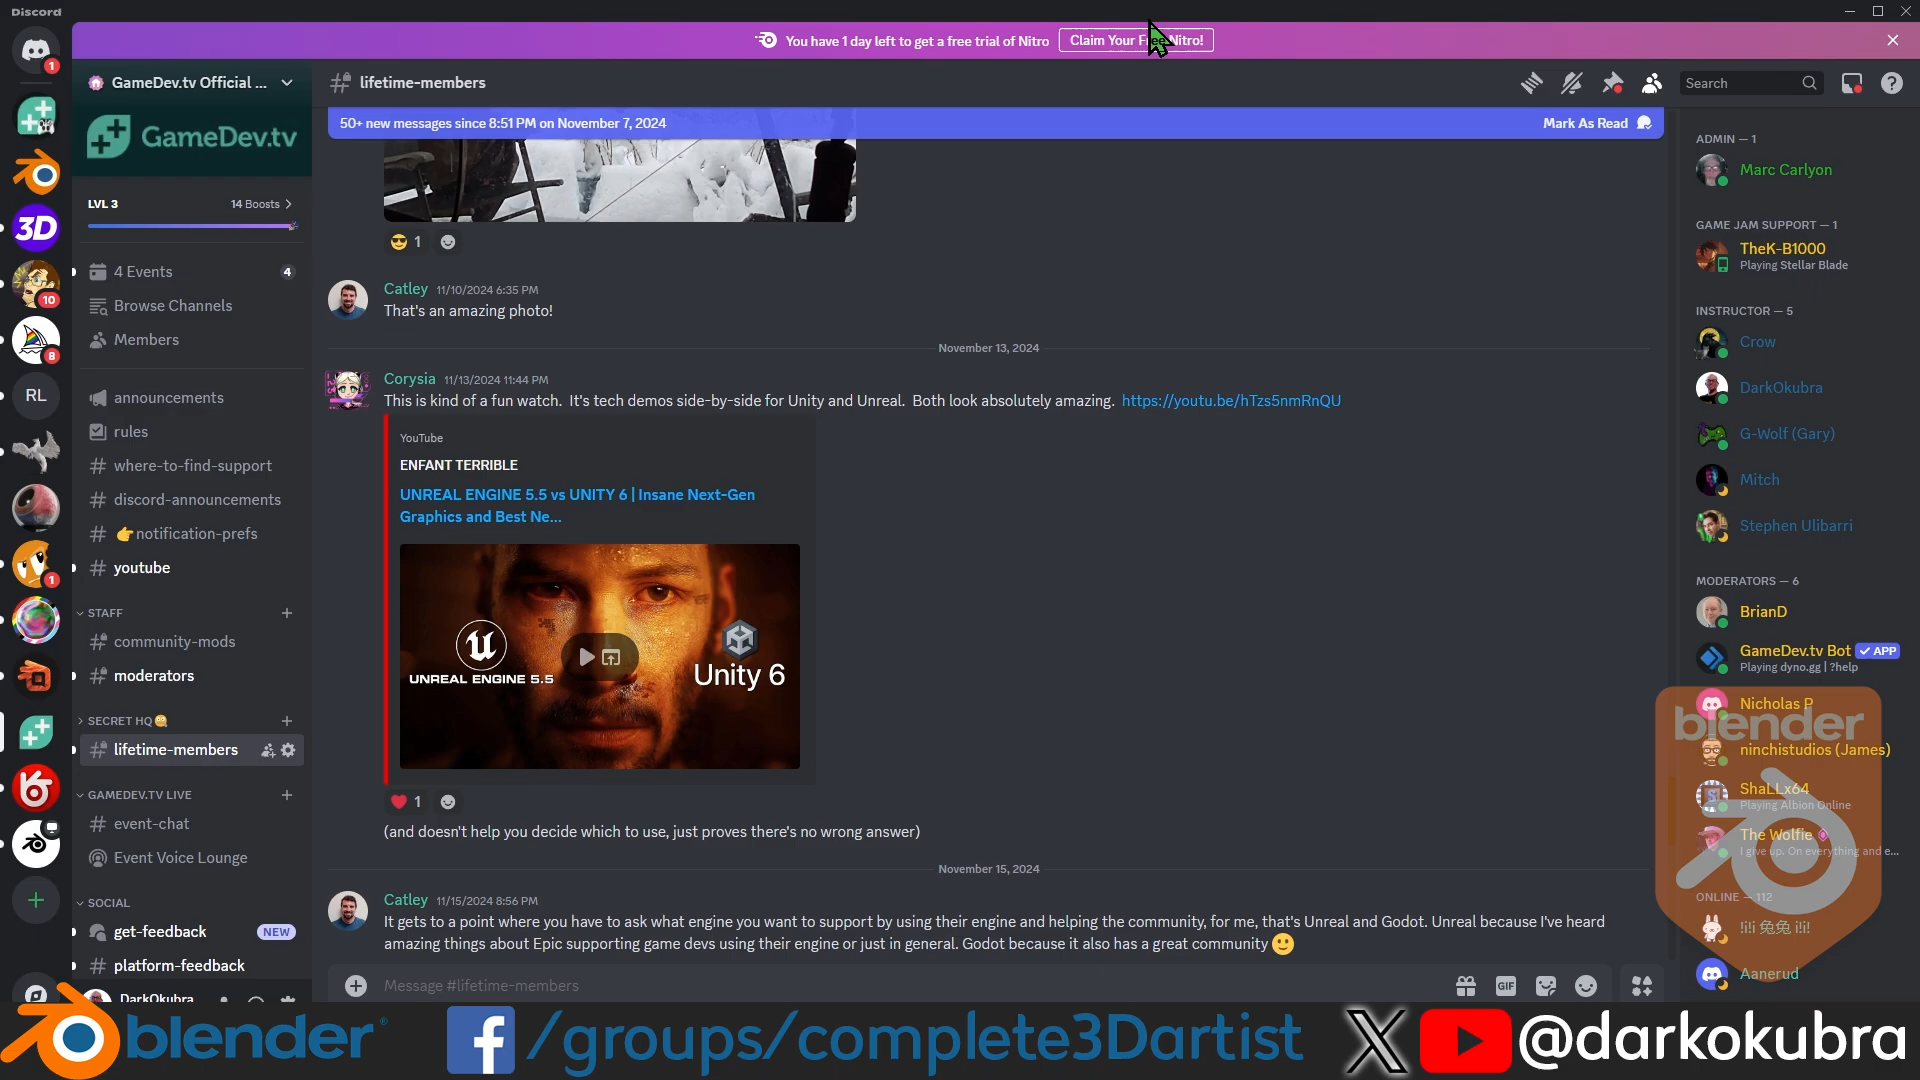 Discord
You have 1 day left to get a free trial of Nitro
Claim Your Free Nitro!
1
GameDev.tv Official ...
GameDev.tv
LVL 3
14 Boosts
4 Events
4
Browse Channels
Members
announcements
rules
where-to-find-support
discord-announcements
👉notification-prefs
youtube
STAFF
community-mods
moderators
SECRET HQ
lifetime-members
GAMEDEV.TV LIVE
event-chat
Event Voice Lounge
SOCIAL
get-feedback
NEW
platform-feedback
DarkOkubra
3D
10
8
RL
1
lifetime-members
Search
50+ new messages since 8:51 PM on November 7, 2024
Mark As Read
😎 1
Catley 11/10/2024 6:35 PM
That's an amazing photo!
November 13, 2024
Corysia 11/13/2024 11:44 PM
This is kind of a fun watch. It's tech demos side-by-side for Unity and Unreal. Both look absolutely amazing. https://youtu.be/hTzs5nmRnQU
YouTube
ENFANT TERRIBLE
UNREAL ENGINE 5.5 vs UNITY 6 | Insane Next-Gen
Graphics and Best Ne...
UNREAL ENGINE 5.5
Unity 6
❤️ 1
(and doesn't help you decide which to use, just proves there's no wrong answer)
November 15, 2024
Catley 11/15/2024 8:56 PM
It gets to a point where you have to ask what engine you want to support by using their engine and helping the community, for me, that's Unreal and Godot. Unreal because I've heard
amazing things about Epic supporting game devs using their engine or just in general. Godot because it also has a great community 🙂
Message #lifetime-members
GIF
ADMIN — 1
Marc Carlyon
GAME JAM SUPPORT — 1
TheK-B1000
Playing Stellar Blade
INSTRUCTOR — 5
Crow
DarkOkubra
G-Wolf (Gary)
Mitch
Stephen Ulibarri
MODERATORS — 6
BrianD
GameDev.tv Bot
APP
Playing dyno.gg | ?help
Nicholas P
blender
ninchistudios (James)
ShaLLx64
Playing Albion Online
The Wolfie
I give up. On everything and e...
ONLINE — 112
Aanerud
blender®
/groups/complete3Dartist
@darkokubra